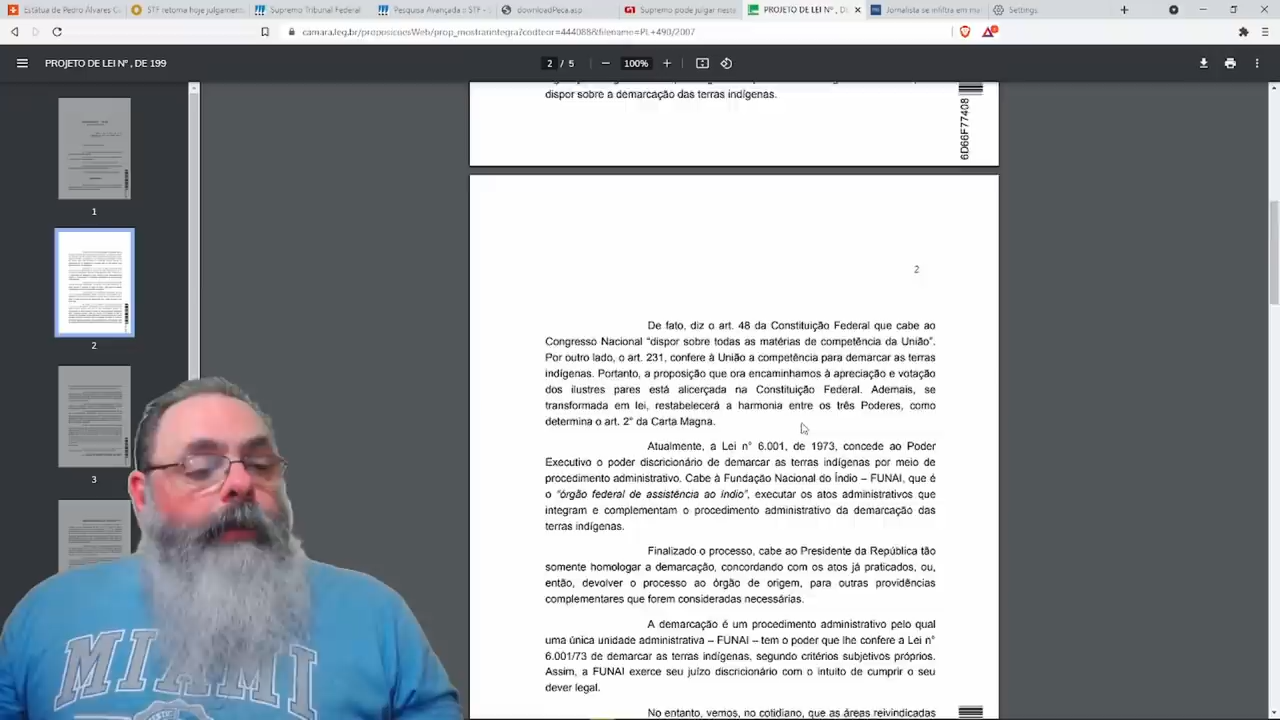 Estátua de Pedro Álvares
STF retoma hoje julgamento
Supremo Tribunal Federal
Pesquisa Avançada :: STF -
downloadPeca.asp
Supremo pode julgar neste
PROJETO DE LEI Nº , DE
Jornalista se infiltra em
Settings
camara.leg.br/proposicoesWeb/prop_mostrarintegra?codteor=444088&filename=PL+490/2007
PROJETO DE LEI Nº , DE 199
2 / 5
100%
dispor sobre a demarcação das terras indígenas.
6D66F77408
1
2
3
2
De fato, diz o art. 48 da Constituição Federal que cabe ao
Congresso Nacional “dispor sobre todas as matérias de competência da União”.
Por outro lado, o art. 231, confere à União a competência para demarcar as terras
indígenas. Portanto, a proposição que ora encaminhamos à apreciação e votação
dos ilustres pares está alicerçada na Constituição Federal. Ademais, se
transformada em lei, restabelecerá a harmonia entre os três Poderes, como
determina o art. 2° da Carta Magna.
Atualmente, a Lei n° 6.001, de 1973, concede ao Poder
Executivo o poder discricionário de demarcar as terras indígenas por meio de
procedimento administrativo. Cabe à Fundação Nacional do Índio – FUNAI, que é
o “órgão federal de assistência ao índio”, executar os atos administrativos que
integram e complementam o procedimento administrativo da demarcação das
terras indígenas.
Finalizado o processo, cabe ao Presidente da República tão
somente homologar a demarcação, concordando com os atos já praticados, ou,
então, devolver o processo ao órgão de origem, para outras providências
complementares que forem consideradas necessárias.
A demarcação é um procedimento administrativo pelo qual
uma única unidade administrativa – FUNAI – tem o poder que lhe confere a Lei n°
6.001/73 de demarcar as terras indígenas, segundo critérios subjetivos próprios.
Assim, a FUNAI exerce seu juízo discricionário com o intuito de cumprir o seu
dever legal.
No entanto, vemos, no cotidiano, que as áreas reivindicadas